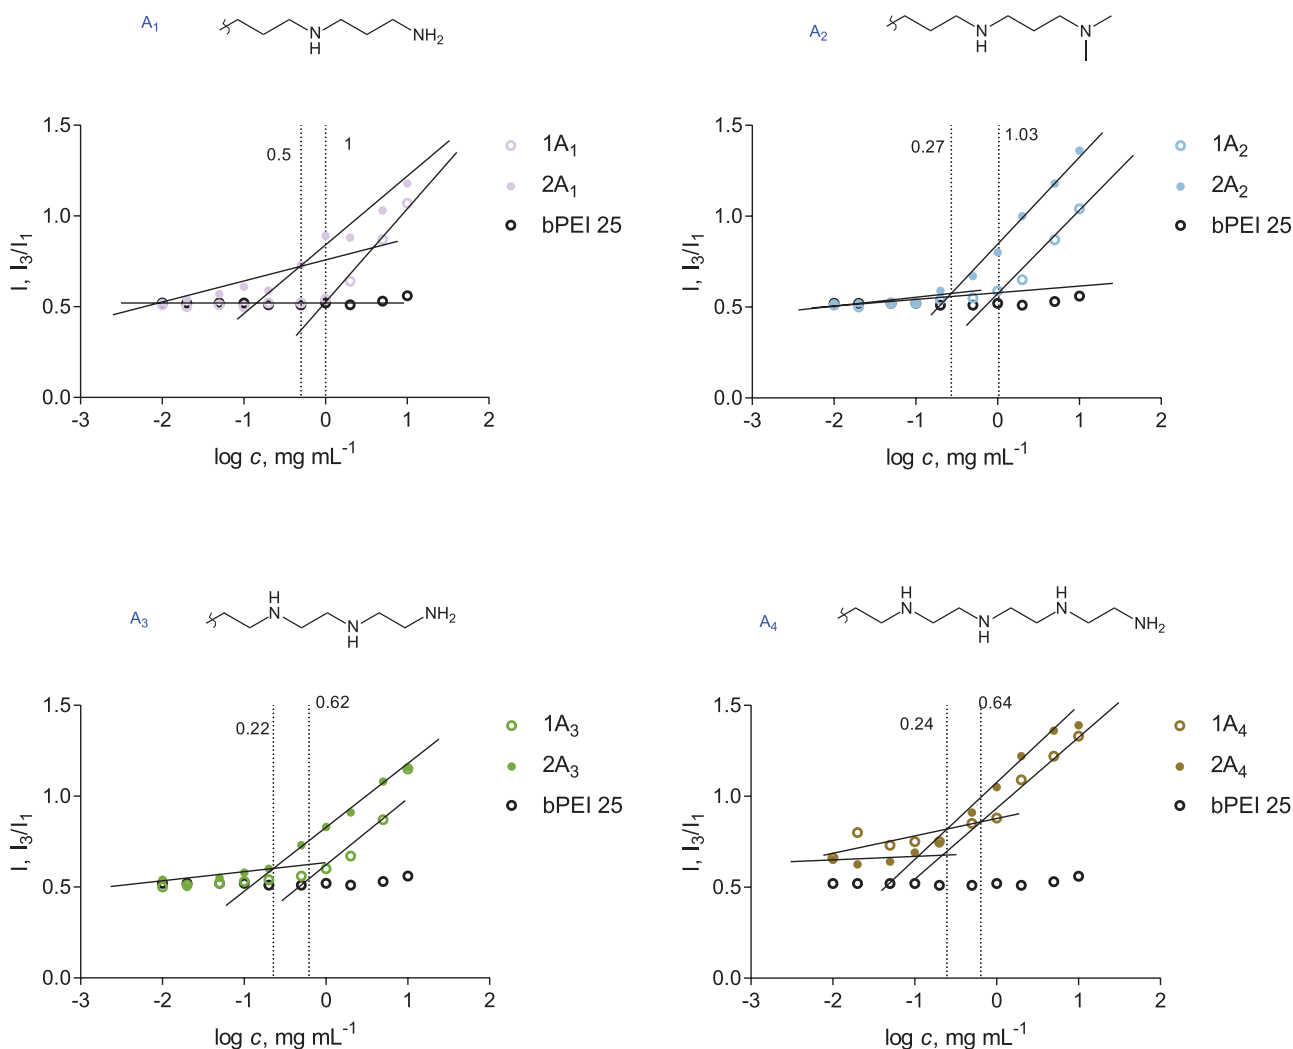 A1
N
H
NH2
A2
N
H
N
1.5
1.0
0.5
0.0
I, I3/I1
0.5
1
-3 -2 -1 0 1 2
log c, mg mL-1
1A1
2A1
bPEI 25
1.5
1.0
0.5
0.0
I, I3/I1
0.27
1.03
-3 -2 -1 0 1 2
log c, mg mL-1
1A2
2A2
bPEI 25
A3
H
N
N
H
NH2
A4
H
N
N
H
H
N
NH2
1.5
1.0
0.5
0.0
I, I3/I1
0.22
0.62
-3 -2 -1 0 1 2
log c, mg mL-1
1A3
2A3
bPEI 25
1.5
1.0
0.5
0.0
I, I3/I1
0.24
0.64
-3 -2 -1 0 1 2
log c, mg mL-1
1A4
2A4
bPEI 25